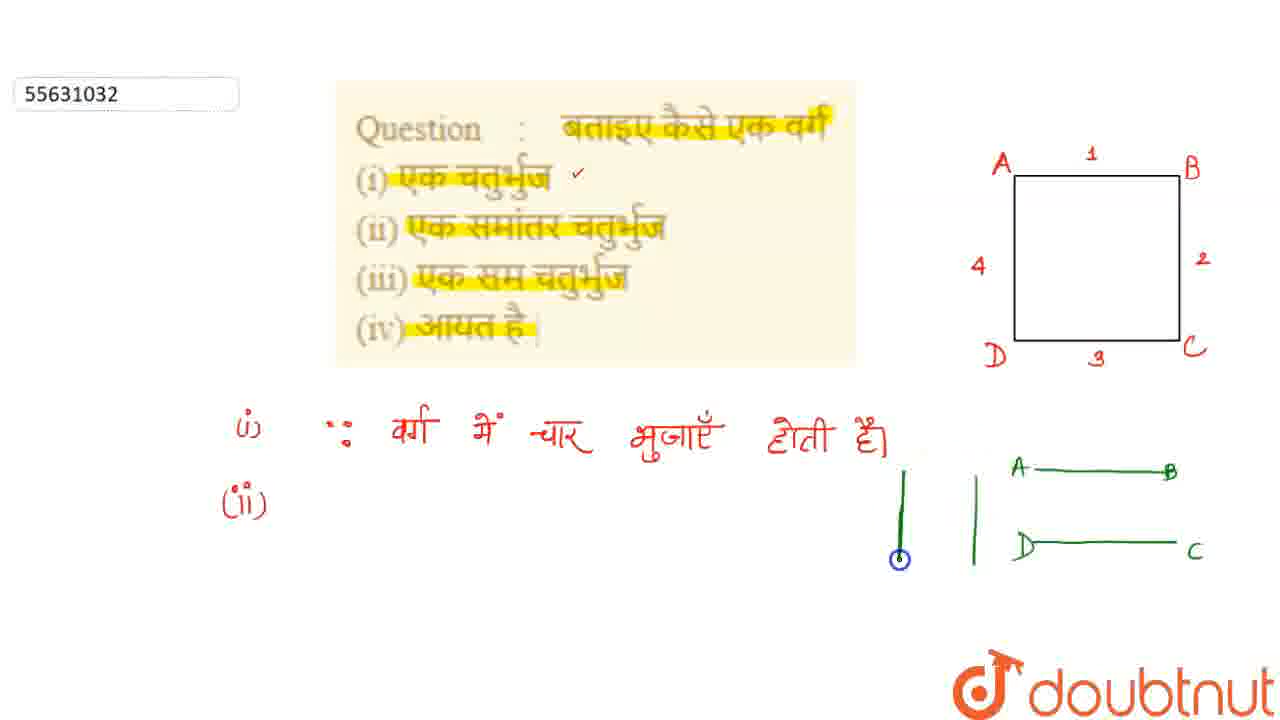 55631032
Question : बताइए कैसे एक वर्ग
(i) एक चतुर्भुज ✓
(ii) एक समांतर चतुर्भुज
(iii) एक सम चतुर्भुज
(iv) आयत है |
A 1 B
4 2
D 3 C
(i) ∵ वर्ग में चार भुजाएँ होती हैं।
(ii)
A B
D C
doubtnut